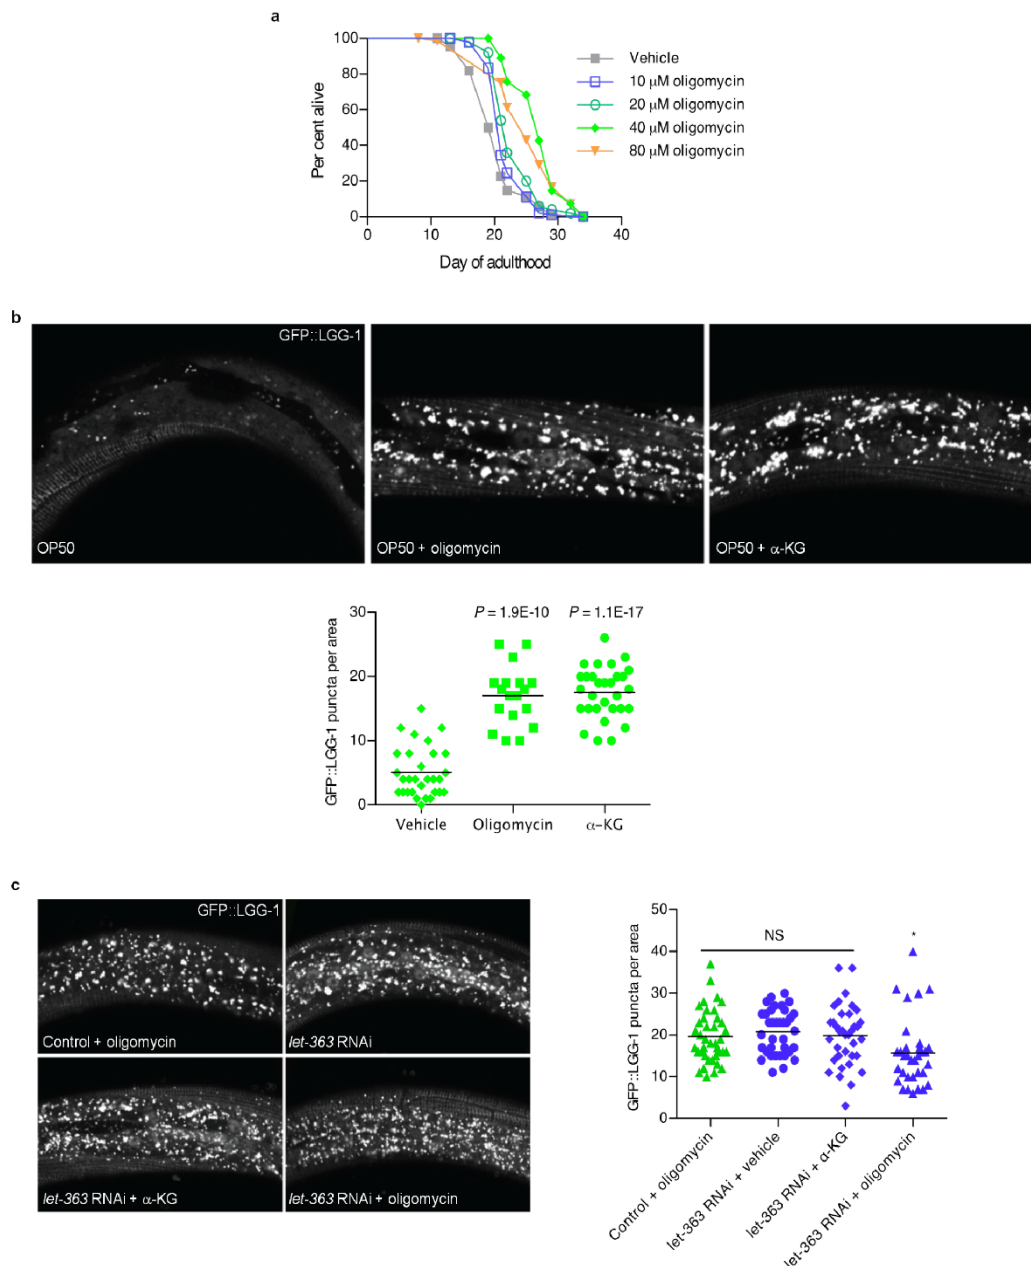 a
100
80
60
40
20
0
Per cent alive
0 10 20 30 40
Day of adulthood
Vehicle
10 μM oligomycin
20 μM oligomycin
40 μM oligomycin
80 μM oligomycin
b
GFP::LGG-1
OP50
OP50 + oligomycin
OP50 + α-KG
30
20
10
0
GFP::LGG-1 puncta per area
P = 1.9E-10 P = 1.1E-17
Vehicle Oligomycin α-KG
c
GFP::LGG-1
Control + oligomycin
let-363 RNAi
let-363 RNAi + α-KG
let-363 RNAi + oligomycin
50
40
30
20
10
0
GFP::LGG-1 puncta per area
NS
*
Control + oligomycin
let-363 RNAi + vehicle
let-363 RNAi + α-KG
let-363 RNAi + oligomycin